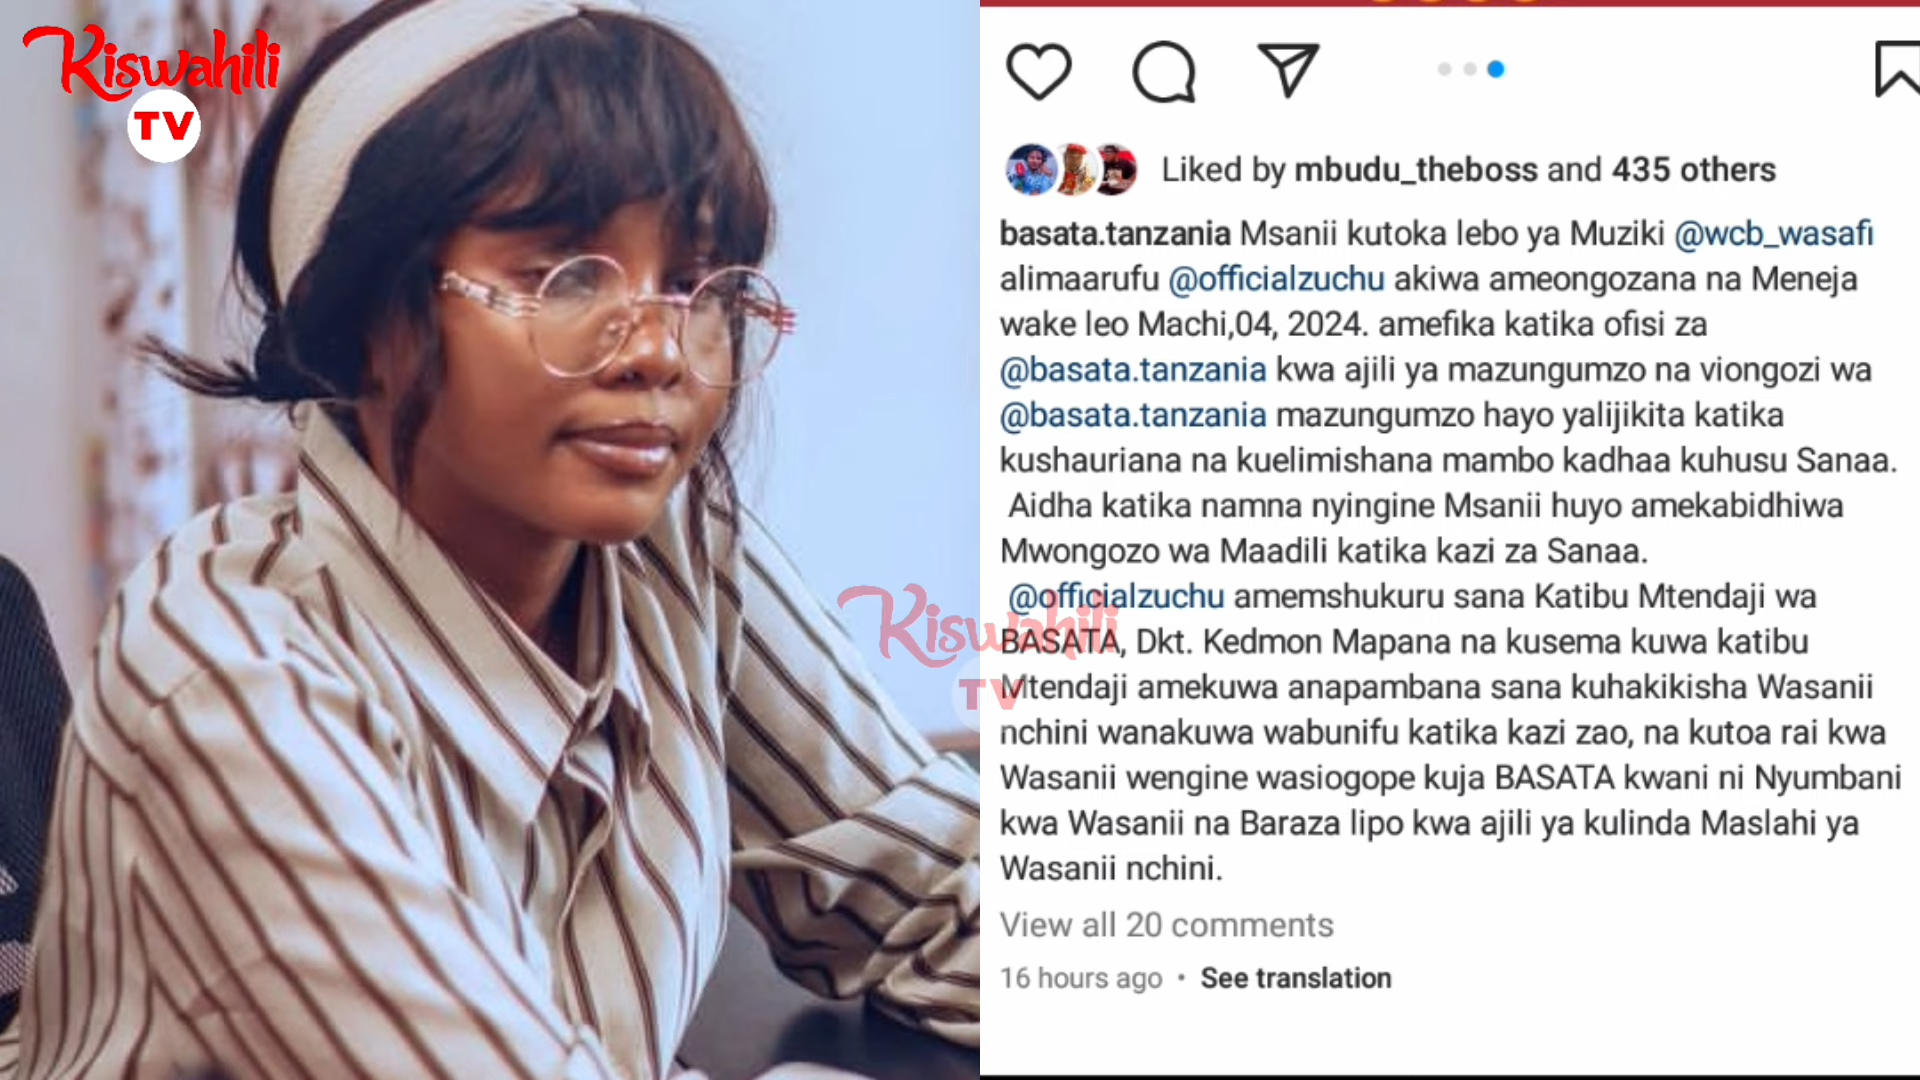 Kiswahili
TV
Liked by mbudu_theboss and 435 others
basata.tanzania Msanii kutoka lebo ya Muziki @wcb_wasafi
alimaarufu @officialzuchu akiwa ameongozana na Meneja
wake leo Machi,04, 2024. amefika katika ofisi za
@basata.tanzania kwa ajili ya mazungumzo na viongozi wa
@basata.tanzania mazungumzo hayo yalijikita katika
kushauriana na kuelimishana mambo kadhaa kuhusu Sanaa.
Aidha katika namna nyingine Msanii huyo amekabidhiwa
Mwongozo wa Maadili katika kazi za Sanaa.
@officialzuchu amemshukuru sana Katibu Mtendaji wa
BASATA, Dkt. Kedmon Mapana na kusema kuwa katibu
Mtendaji amekuwa anapambana sana kuhakikisha Wasanii
nchini wanakuwa wabunifu katika kazi zao, na kutoa rai kwa
Wasanii wengine wasiogope kuja BASATA kwani ni Nyumbani
kwa Wasanii na Baraza lipo kwa ajili ya kulinda Maslahi ya
Wasanii nchini.
View all 20 comments
16 hours ago • See translation
Kiswahili
TV